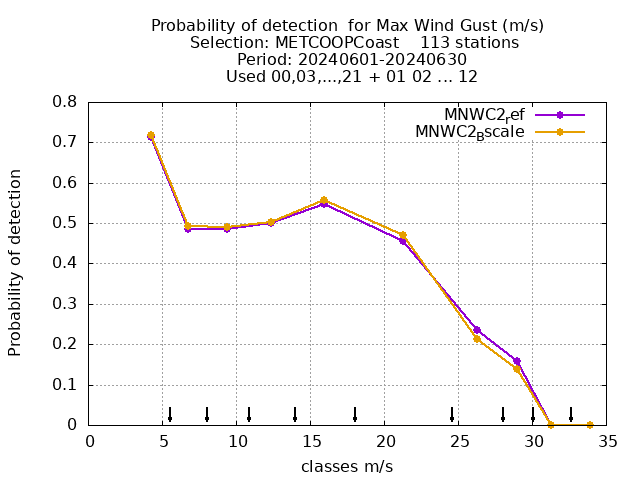 Probability of detection  for Max Wind Gust (m/s)
Selection: METCOOPCoast    113 stations
Period: 20240601-20240630
Used 00,03,...,21 + 01 02 ... 12
MNWC2ref
MNWC2Bscale
Probability of detection
0.8
0.7
0.6
0.5
0.4
0.3
0.2
0.1
0
0 5 10 15 20 25 30 35
classes m/s